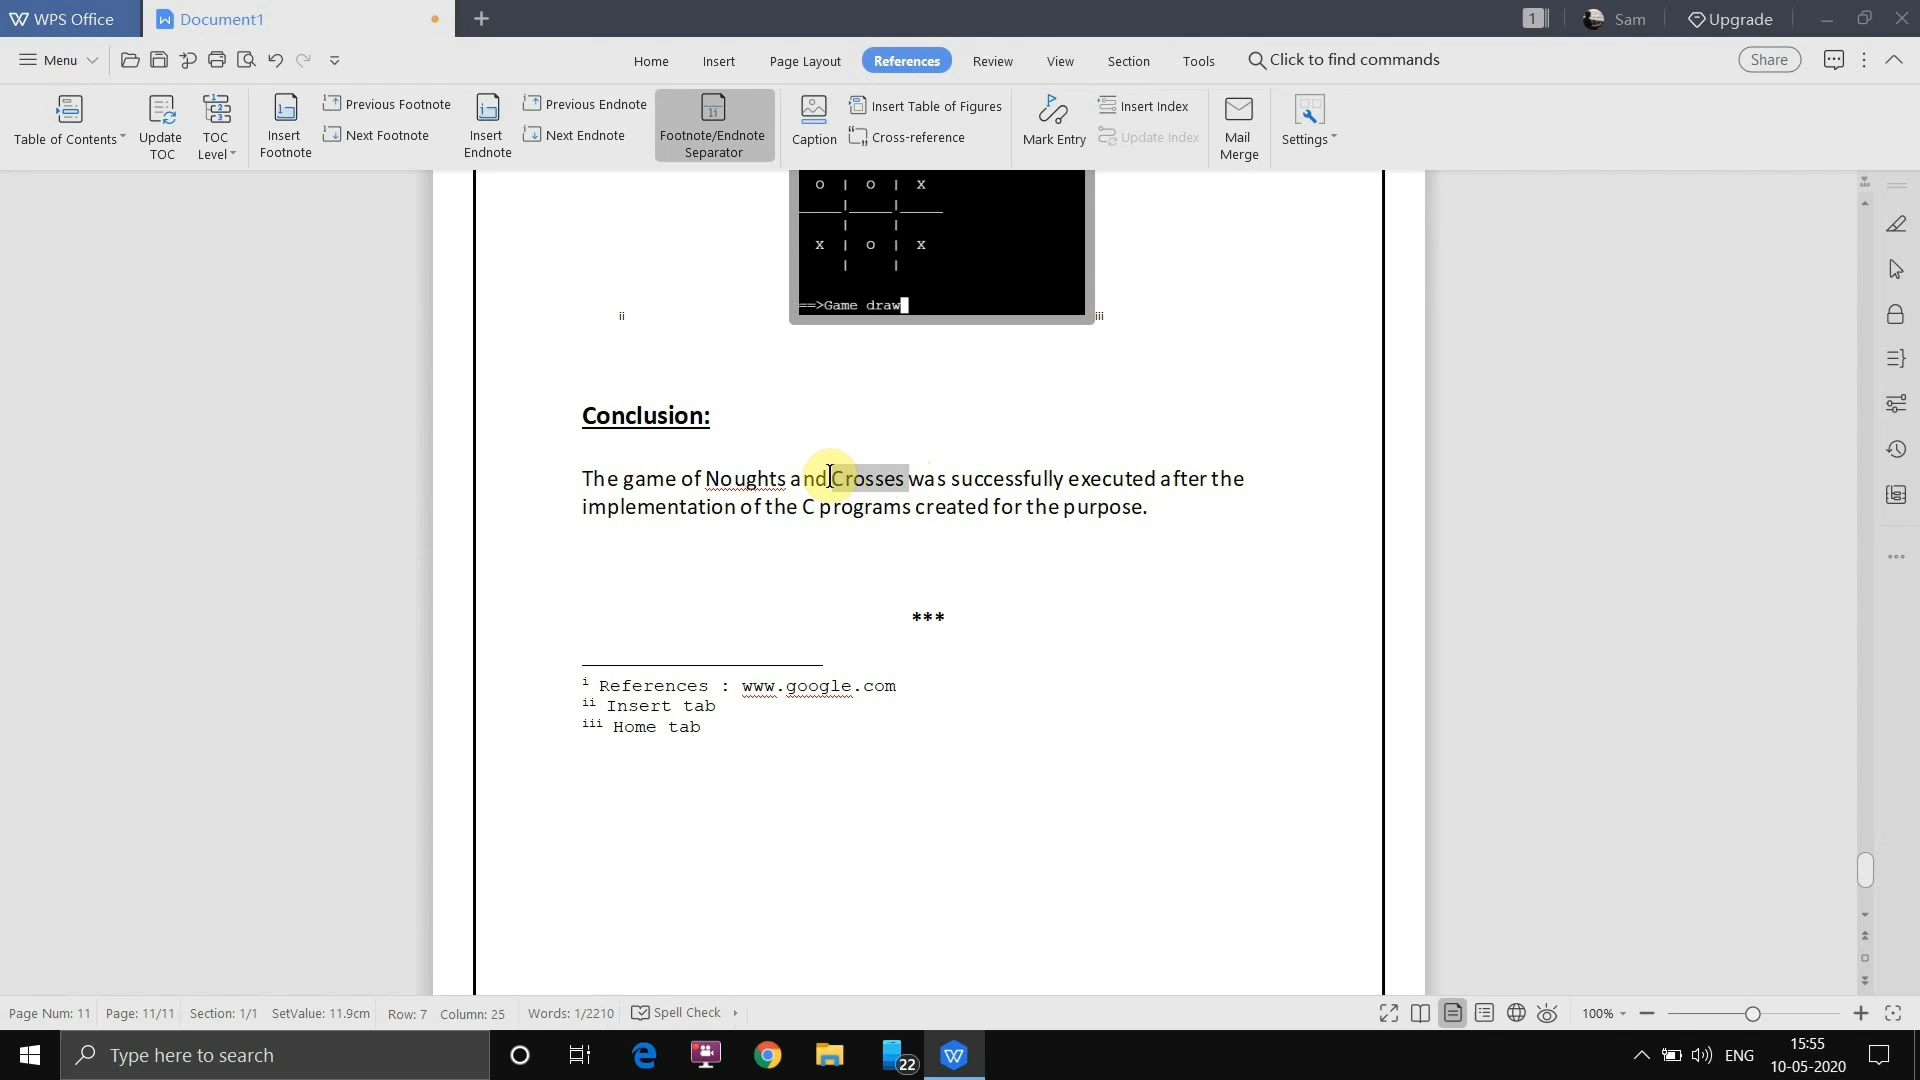 WPS Office
Document1
1
Sam
Upgrade
Menu
Home
Insert
Page Layout
References
Review
View
Section
Tools
Click to find commands
Share
Table of Contents
Update
TOC
TOC
Level
Insert
Footnote
Previous Footnote
Next Footnote
Insert
Endnote
Previous Endnote
Next Endnote
Footnote/Endnote
Separator
Caption
Insert Table of Figures
Cross-reference
Mark Entry
Insert Index
Update Index
Mail
Merge
Settings
o | o | x
_____|_____|_____
| |
x | o | x
| |
==>Game draw
ii
iii
Conclusion:
The game of Noughts and Crosses was successfully executed after the
implementation of the C programs created for the purpose.
***
i References : www.google.com
ii Insert tab
iii Home tab
Page Num: 11
Page: 11/11
Section: 1/1
SetValue: 11.9cm
Row: 7
Column: 25
Words: 1/2210
Spell Check
100%
Type here to search
22
ENG
15:55
10-05-2020